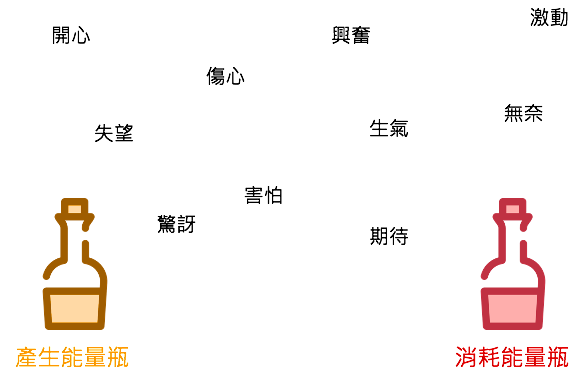 激動
開心
興奮
傷心
無奈
生氣
失望
害怕
驚訝
期待
產生能量瓶
消耗能量瓶